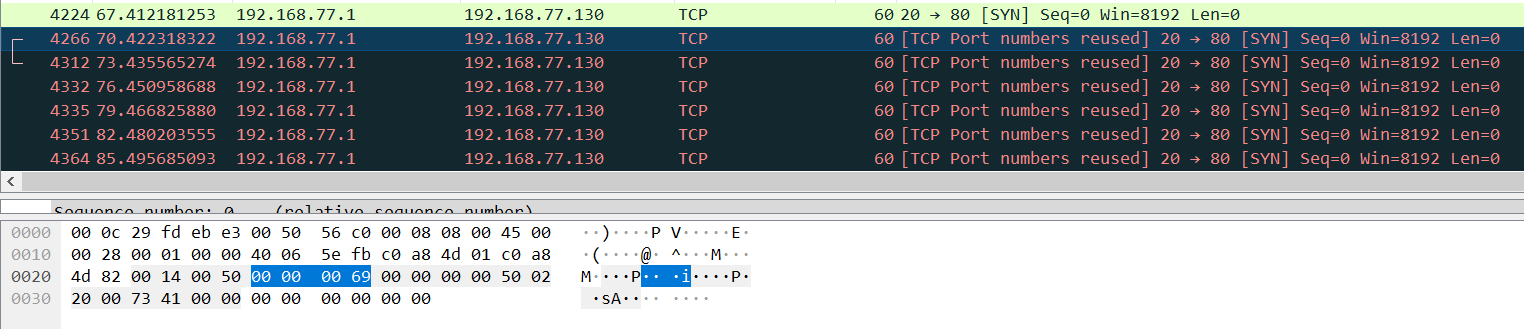 4224 67.412181253 192.168.77.1 192.168.77.130 TCP 60 20 → 80 [SYN] Seq=0 Win=8192 Len=0
4266 70.422318322 192.168.77.1 192.168.77.130 TCP 60 [TCP Port numbers reused] 20 → 80 [SYN] Seq=0 Win=8192 Len=0
4312 73.435565274 192.168.77.1 192.168.77.130 TCP 60 [TCP Port numbers reused] 20 → 80 [SYN] Seq=0 Win=8192 Len=0
4332 76.450958688 192.168.77.1 192.168.77.130 TCP 60 [TCP Port numbers reused] 20 → 80 [SYN] Seq=0 Win=8192 Len=0
4335 79.466825880 192.168.77.1 192.168.77.130 TCP 60 [TCP Port numbers reused] 20 → 80 [SYN] Seq=0 Win=8192 Len=0
4351 82.480203555 192.168.77.1 192.168.77.130 TCP 60 [TCP Port numbers reused] 20 → 80 [SYN] Seq=0 Win=8192 Len=0
4364 85.495685093 192.168.77.1 192.168.77.130 TCP 60 [TCP Port numbers reused] 20 → 80 [SYN] Seq=0 Win=8192 Len=0
Sequence number: 0 (relative sequence number)
0000 00 0c 29 fd eb e3 00 50 56 c0 00 08 08 00 45 00 ··)····P V·····E·
0010 00 28 00 01 00 00 40 06 5e fb c0 a8 4d 01 c0 a8 ·(····@· ^···M···
0020 4d 82 00 14 00 50 00 00 00 69 00 00 00 00 50 02 M····P·· ·i····P·
0030 20 00 73 41 00 00 00 00 00 00 00 00 ·sA····· ····